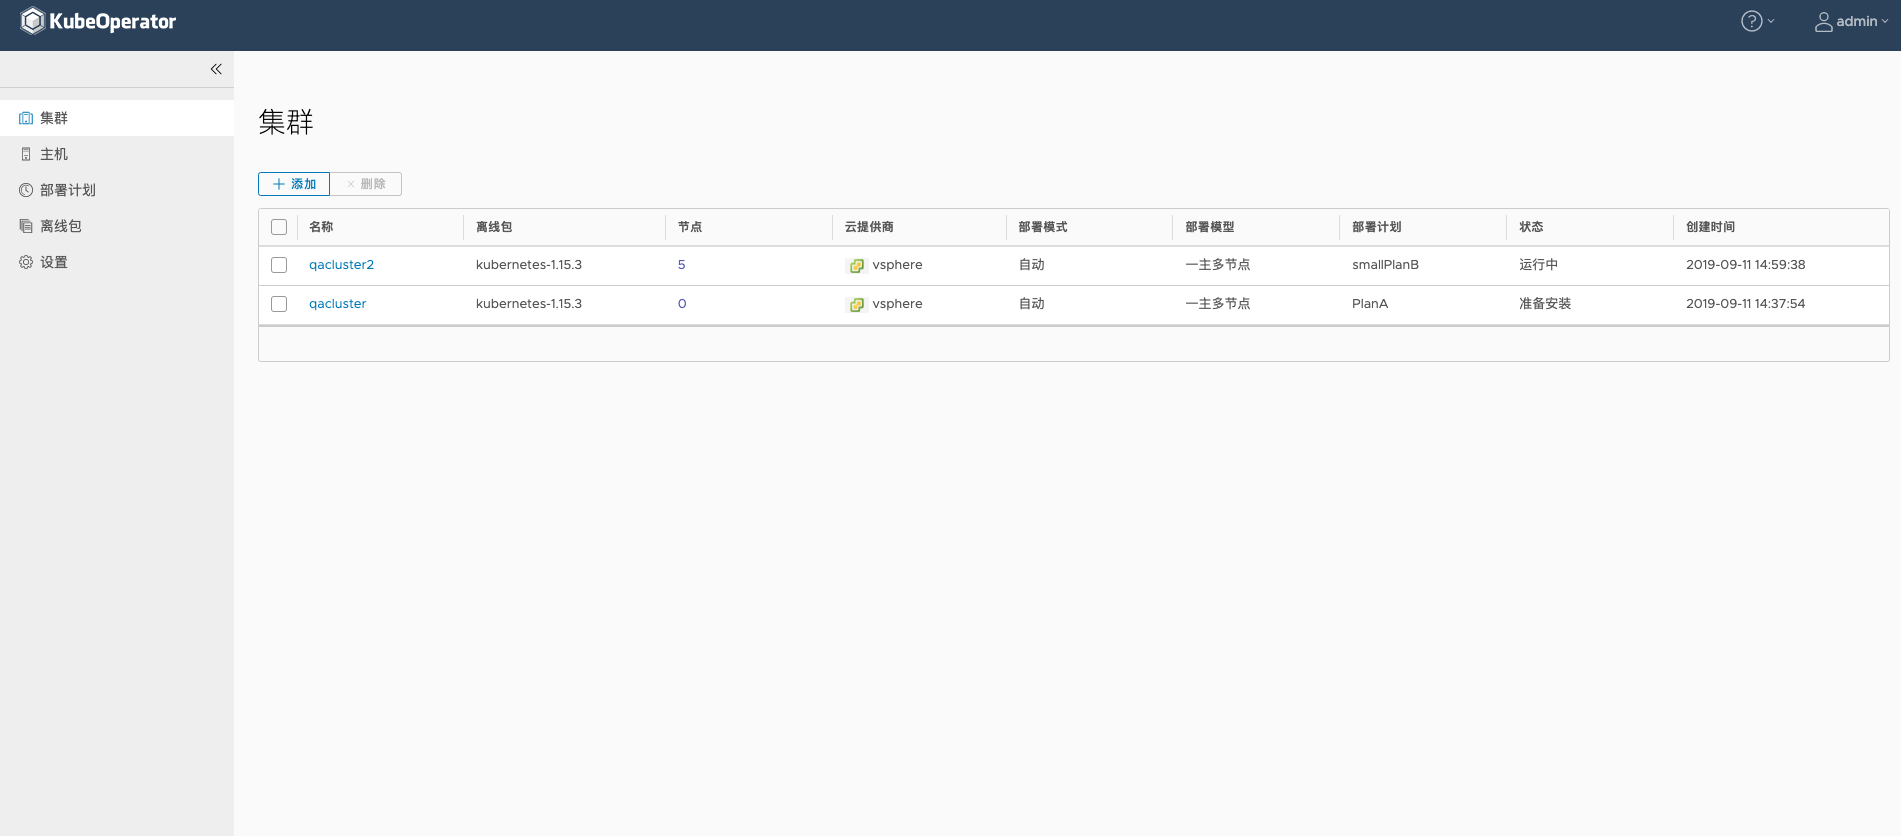 KubeOperator
admin
集群
主机
部署计划
离线包
设置
集群
添加 删除
名称 离线包 节点 云提供商 部署模式 部署模型 部署计划 状态 创建时间
qacluster2 kubernetes-1.15.3 5 vsphere 自动 一主多节点 smallPlanB 运行中 2019-09-11 14:59:38
qacluster kubernetes-1.15.3 0 vsphere 自动 一主多节点 PlanA 准备安装 2019-09-11 14:37:54